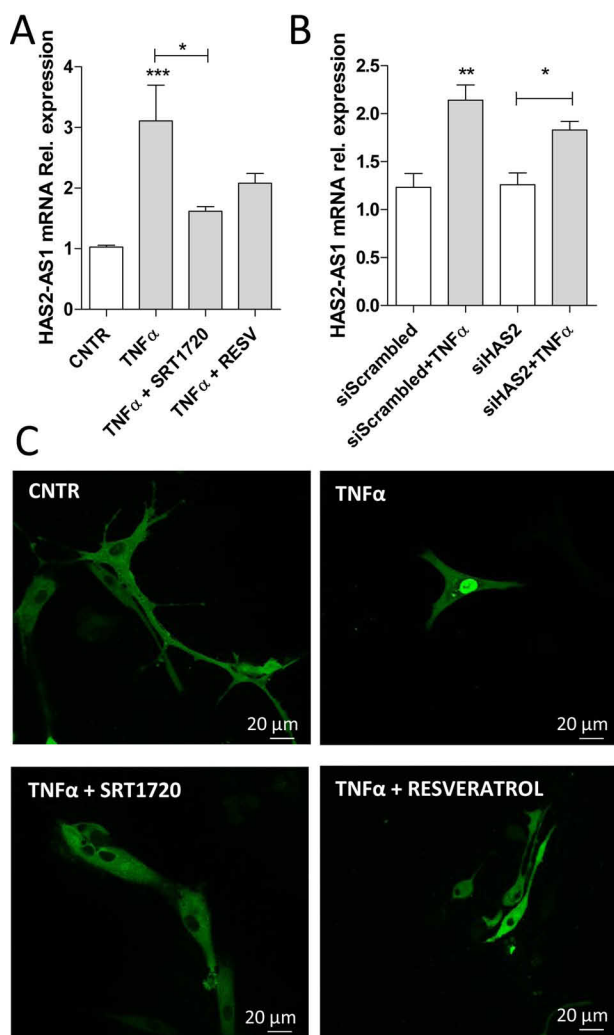 A
HAS2-AS1 mRNA Rel. expression
4
3
2
1
0
***
*
CNTR
TNFα
TNFα + SRT1720
TNFα + RESV
B
HAS2-AS1 mRNA rel. expression
2.5
2.0
1.5
1.0
0.5
0.0
**
*
siScrambled
siScrambled+TNFα
siHAS2
siHAS2+TNFα
C
CNTR
20 µm
TNFα
20 µm
TNFα + SRT1720
20 µm
TNFα + RESVERATROL
20 µm